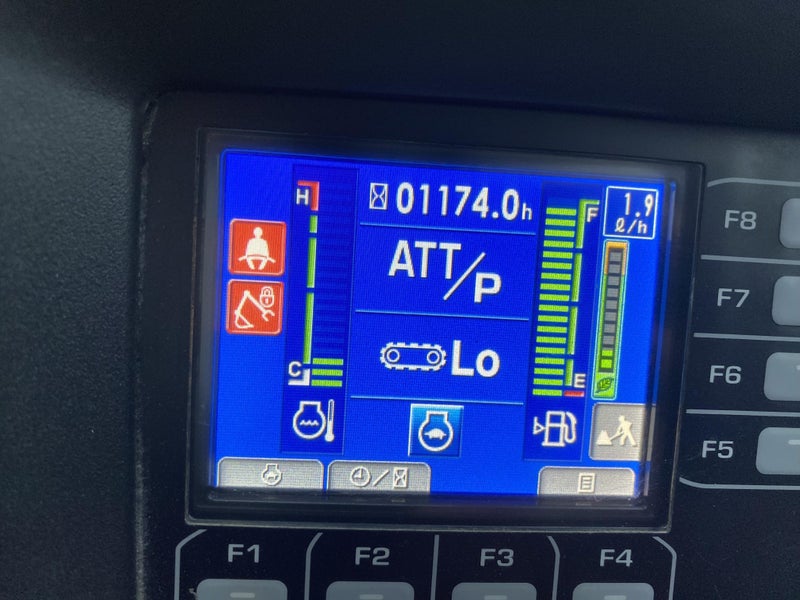 H
01174.0h
F
1.9
ℓ/h
F8
ATT/P
F7
Lo
C
E
F6
F5
F1
F2
F3
F4